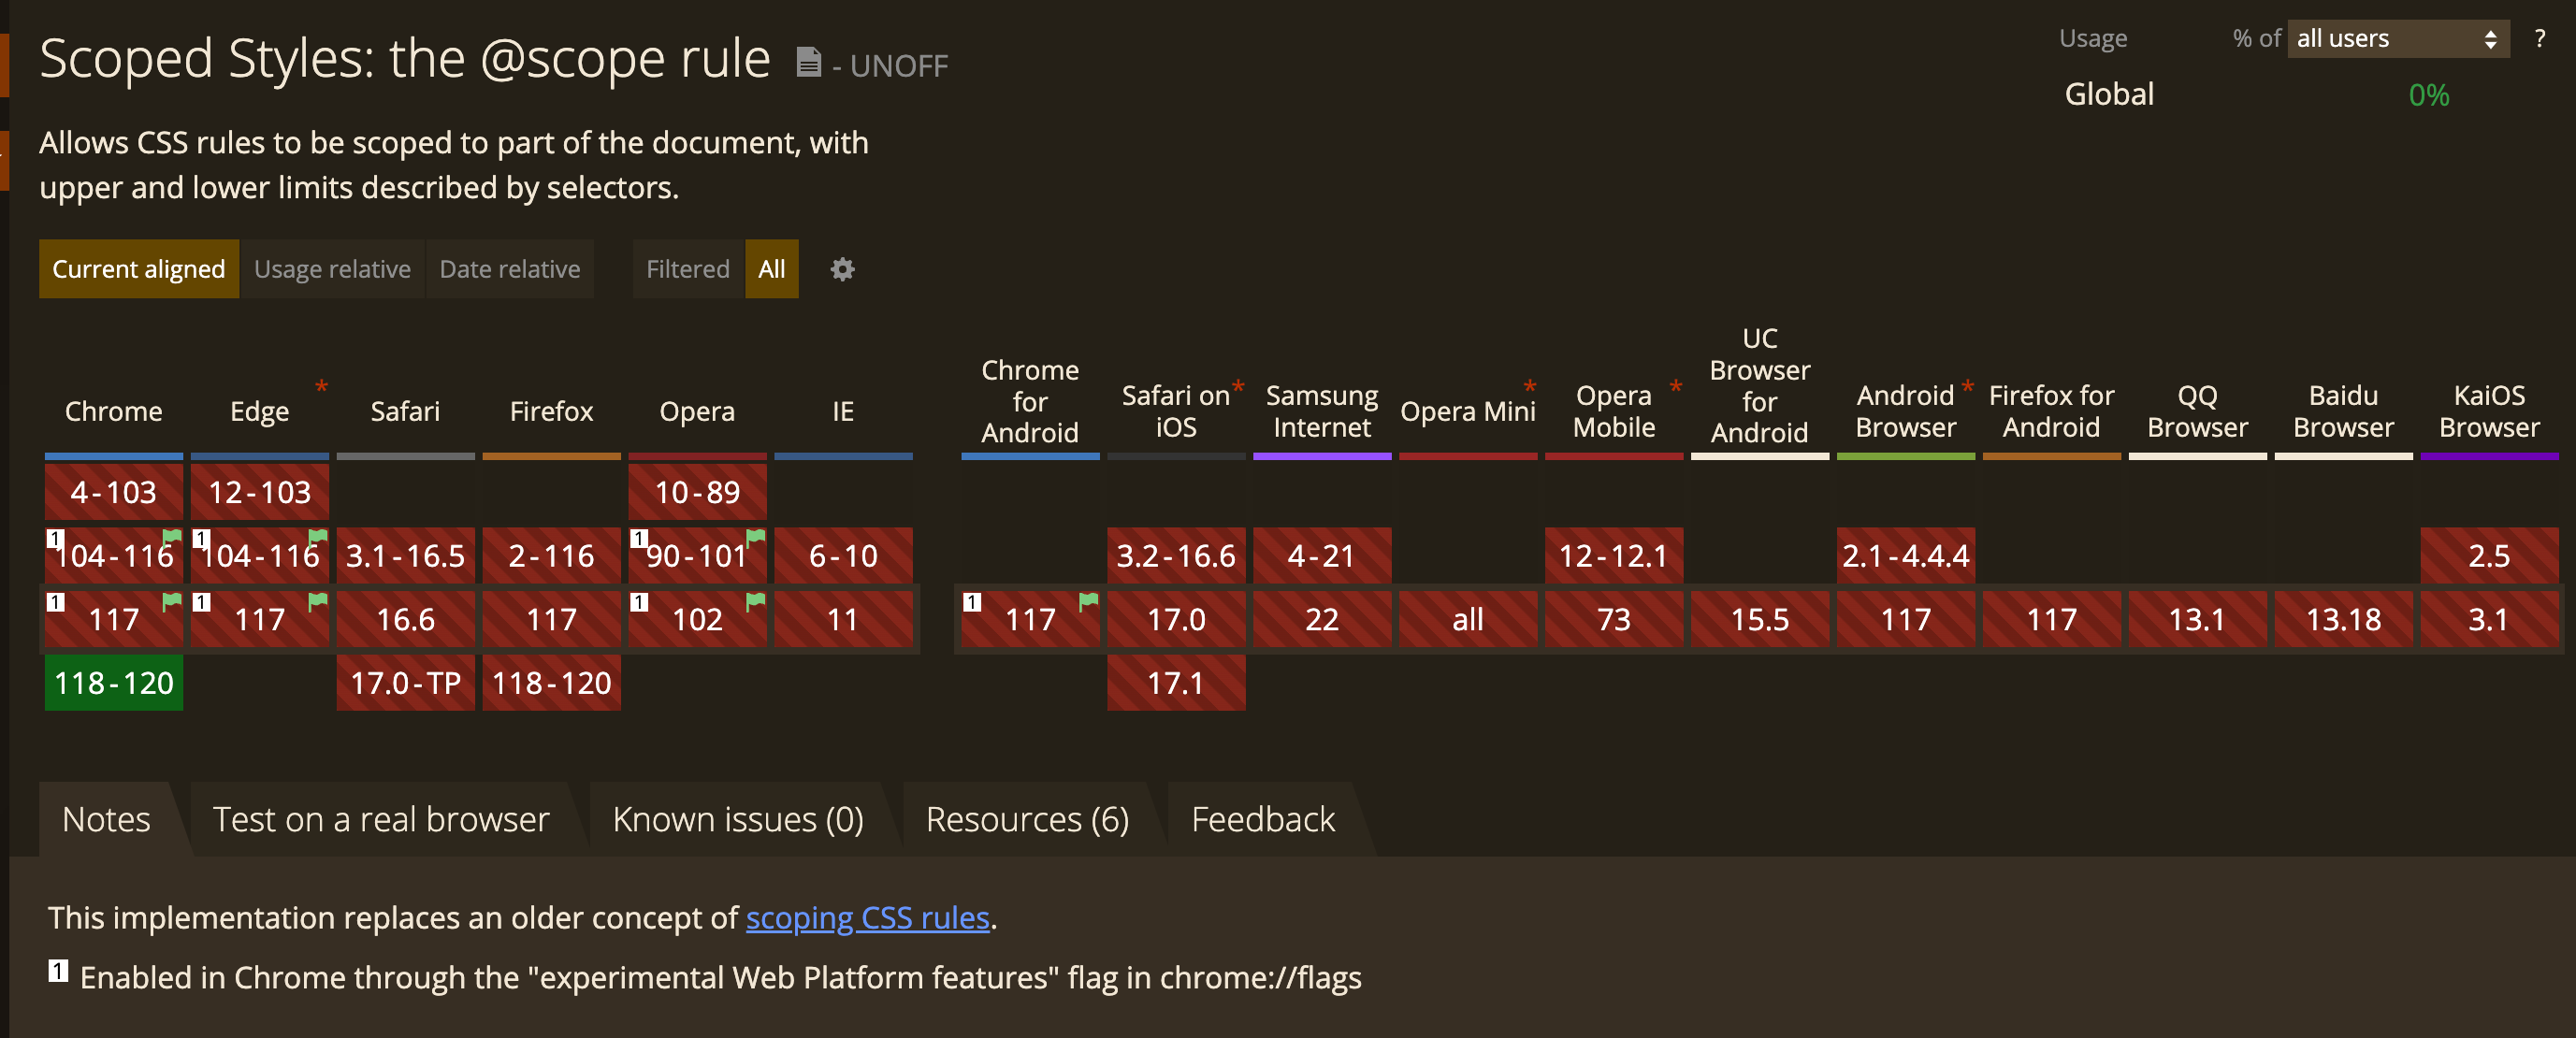 Scoped Styles: the @scope rule - UNOFF
Usage % of all users ?
Global 0%
Allows CSS rules to be scoped to part of the document, with
upper and lower limits described by selectors.
Current aligned Usage relative Date relative Filtered All
Chrome Edge * Safari Firefox Opera IE Chrome for Android Safari on iOS * Samsung Internet Opera Mini * Opera Mobile * UC Browser for Android Android Browser * Firefox for Android QQ Browser Baidu Browser KaiOS Browser
4-103 12-103 10-89
1 104-116 1 104-116 3.1-16.5 2-116 1 90-101 6-10 3.2-16.6 4-21 12-12.1 2.1-4.4.4 2.5
1 117 1 117 16.6 117 1 102 11 1 117 17.0 22 all 73 15.5 117 117 13.1 13.18 3.1
118-120 17.0-TP 118-120 17.1
Notes Test on a real browser Known issues (0) Resources (6) Feedback
This implementation replaces an older concept of scoping CSS rules.
1 Enabled in Chrome through the "experimental Web Platform features" flag in chrome://flags